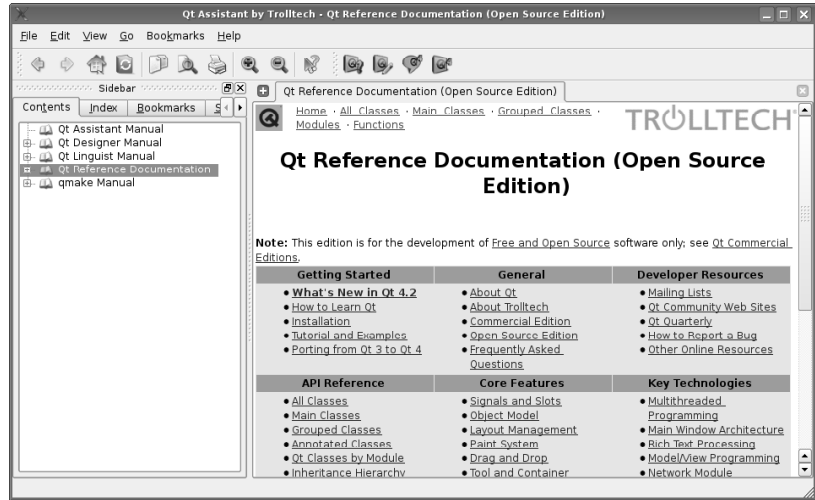 Qt Assistant by Trolltech - Qt Reference Documentation (Open Source Edition)
File Edit View Go Bookmarks Help
Sidebar
Contents Index Bookmarks S
Qt Assistant Manual
Qt Designer Manual
Qt Linguist Manual
Qt Reference Documentation
qmake Manual
Qt Reference Documentation (Open Source Edition)
Home · All Classes · Main Classes · Grouped Classes ·
Modules · Functions
TROLLTECH
Qt Reference Documentation (Open Source
Edition)
Note: This edition is for the development of Free and Open Source software only; see Qt Commercial
Editions.
Getting Started
• What's New in Qt 4.2
• How to Learn Qt
• Installation
• Tutorial and Examples
• Porting from Qt 3 to Qt 4
General
• About Qt
• About Trolltech
• Commercial Edition
• Open Source Edition
• Frequently Asked
Questions
Developer Resources
• Mailing Lists
• Qt Community Web Sites
• Qt Quarterly
• How to Report a Bug
• Other Online Resources
API Reference
• All Classes
• Main Classes
• Grouped Classes
• Annotated Classes
• Qt Classes by Module
• Inheritance Hierarchy
Core Features
• Signals and Slots
• Object Model
• Layout Management
• Paint System
• Drag and Drop
• Tool and Container
Key Technologies
• Multithreaded
Programming
• Main Window Architecture
• Rich Text Processing
• Model/View Programming
• Network Module